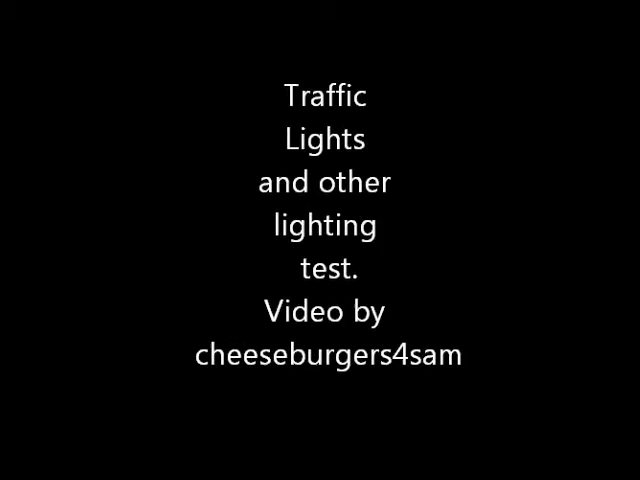 Traffic
Lights
and other
lighting
test.
Video by
cheeseburgers4sam